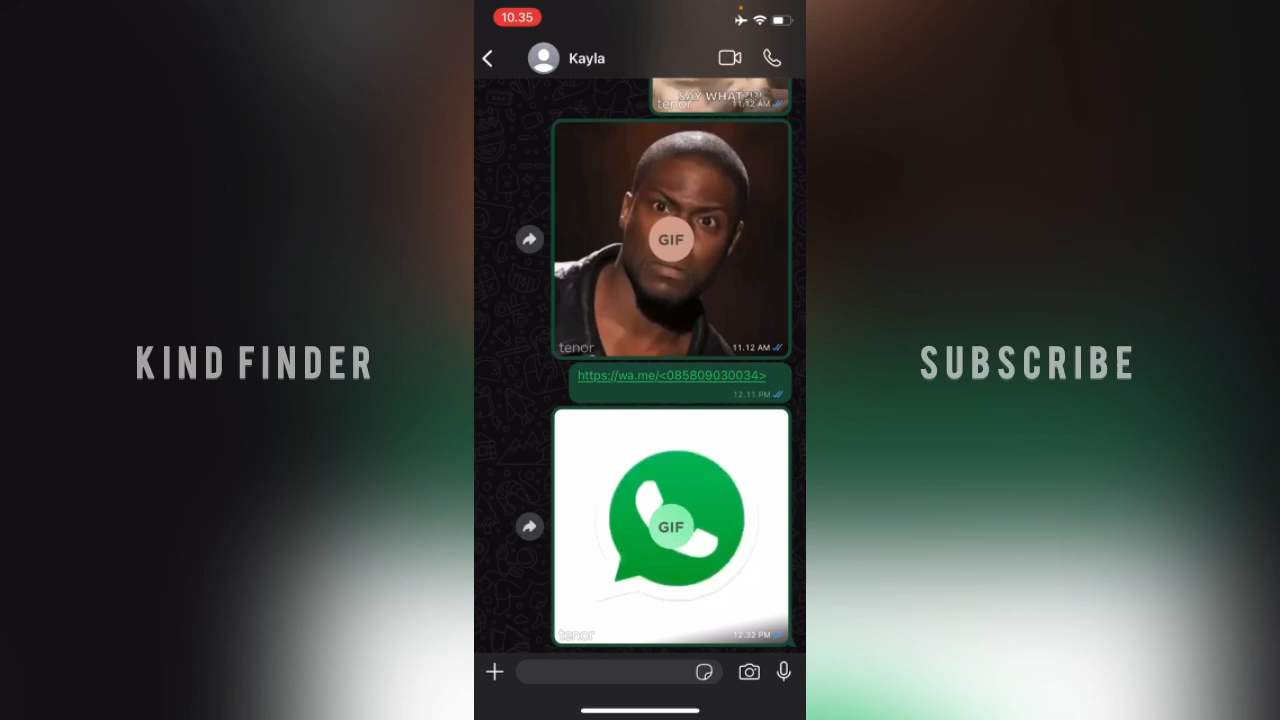 10.35
Kayla
SAY WHAT?!?!
tenor
11.12 AM
GIF
tenor
11.12 AM
KIND FINDER
SUBSCRIBE
https://wa.me/<085809030034>
12.11 PM
GIF
tenor
12.32 PM